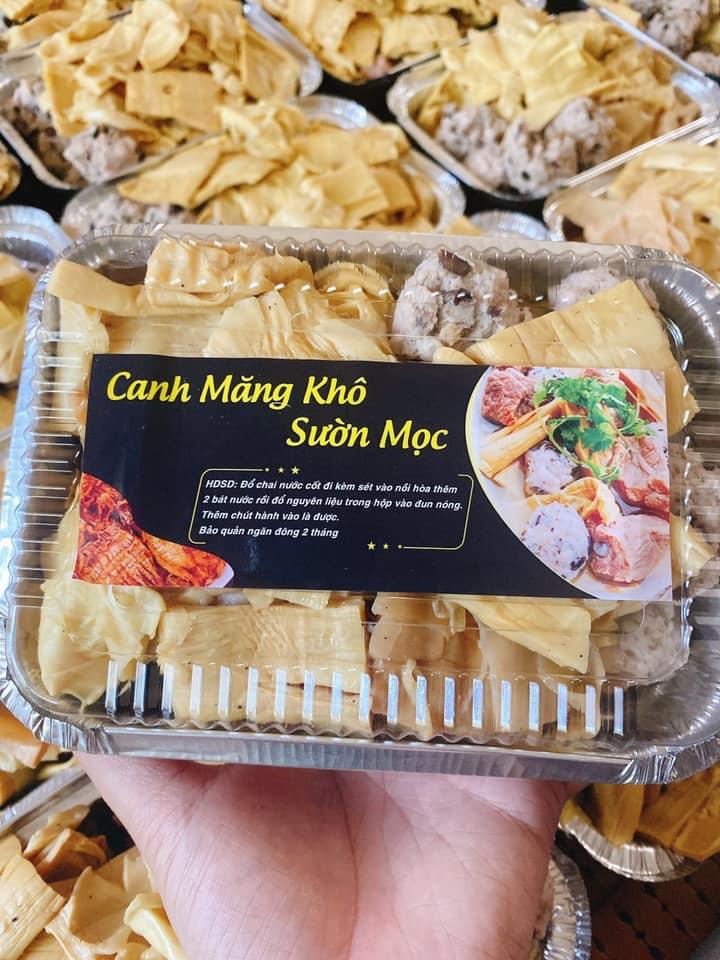 Canh Măng Khô
Sườn Mọc
HDSD: Đổ chai nước cốt đi kèm sét vào nồi hòa thêm
2 bát nước rồi đổ nguyên liệu trong hộp vào đun nóng.
Thêm chút hành vào là được.
Bảo quản ngăn đông 2 tháng